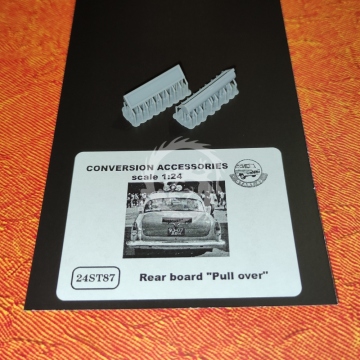 CONVERSION ACCESSORIES
scale 1:24
24ST87
Rear board "Pull over"